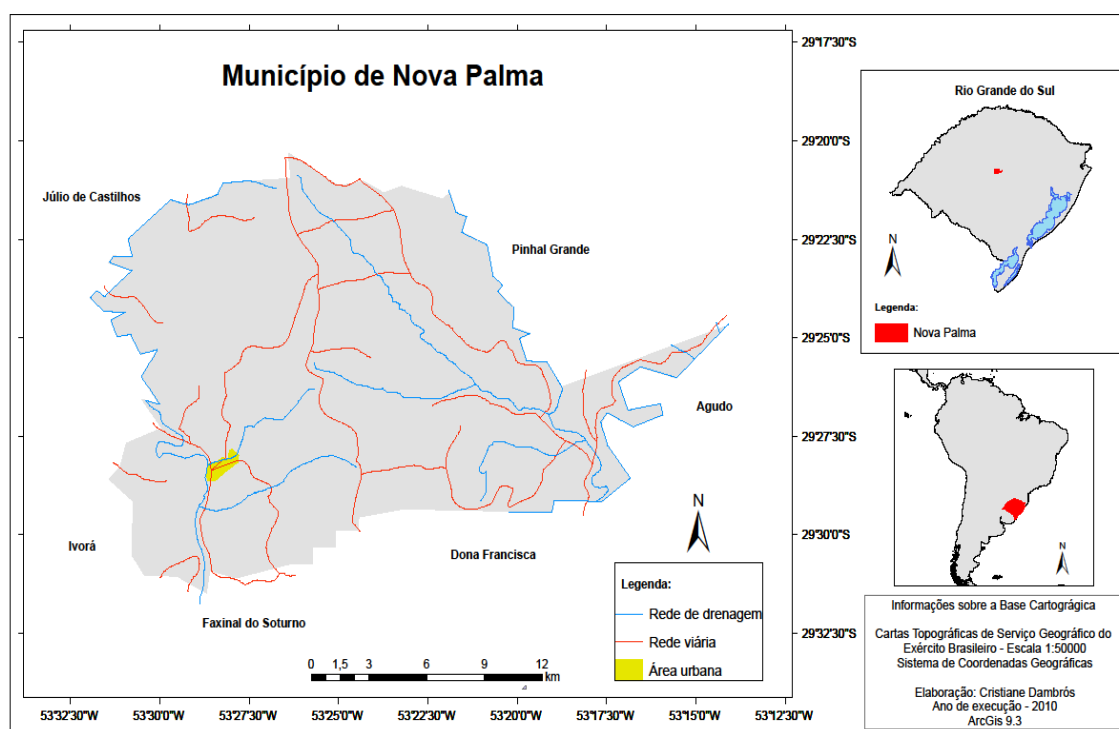 Município de Nova Palma
Júlio de Castilhos
Pinhal Grande
Agudo
Ivorá
Dona Francisca
Faxinal do Soturno
N
Legenda:
Rede de drenagem
Rede viária
Área urbana
0 1,5 3 6 9 12
km
29°17'30"S
29°20'0"S
29°22'30"S
29°25'0"S
29°27'30"S
29°30'0"S
29°32'30"S
53°32'30"W 53°30'0"W 53°27'30"W 53°25'0"W 53°22'30"W 53°20'0"W 53°17'30"W 53°15'0"W 53°12'30"W
Rio Grande do Sul
N
Legenda:
Nova Palma
N
Informações sobre a Base Cartográgica
Cartas Topográficas de Serviço Geográfico do
Exército Brasileiro - Escala 1:50000
Sistema de Coordenadas Geográficas
Elaboração: Cristiane Dambrós
Ano de execução - 2010
ArcGis 9.3